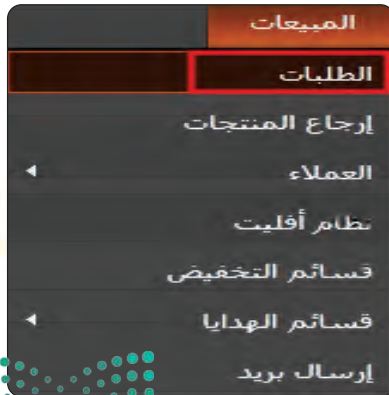 المبيعات
الطلبات
إرجاع المنتجات
العملاء
نظام أفليت
قسائم التخفيض
قسائم الهدايا
إرسال بريد